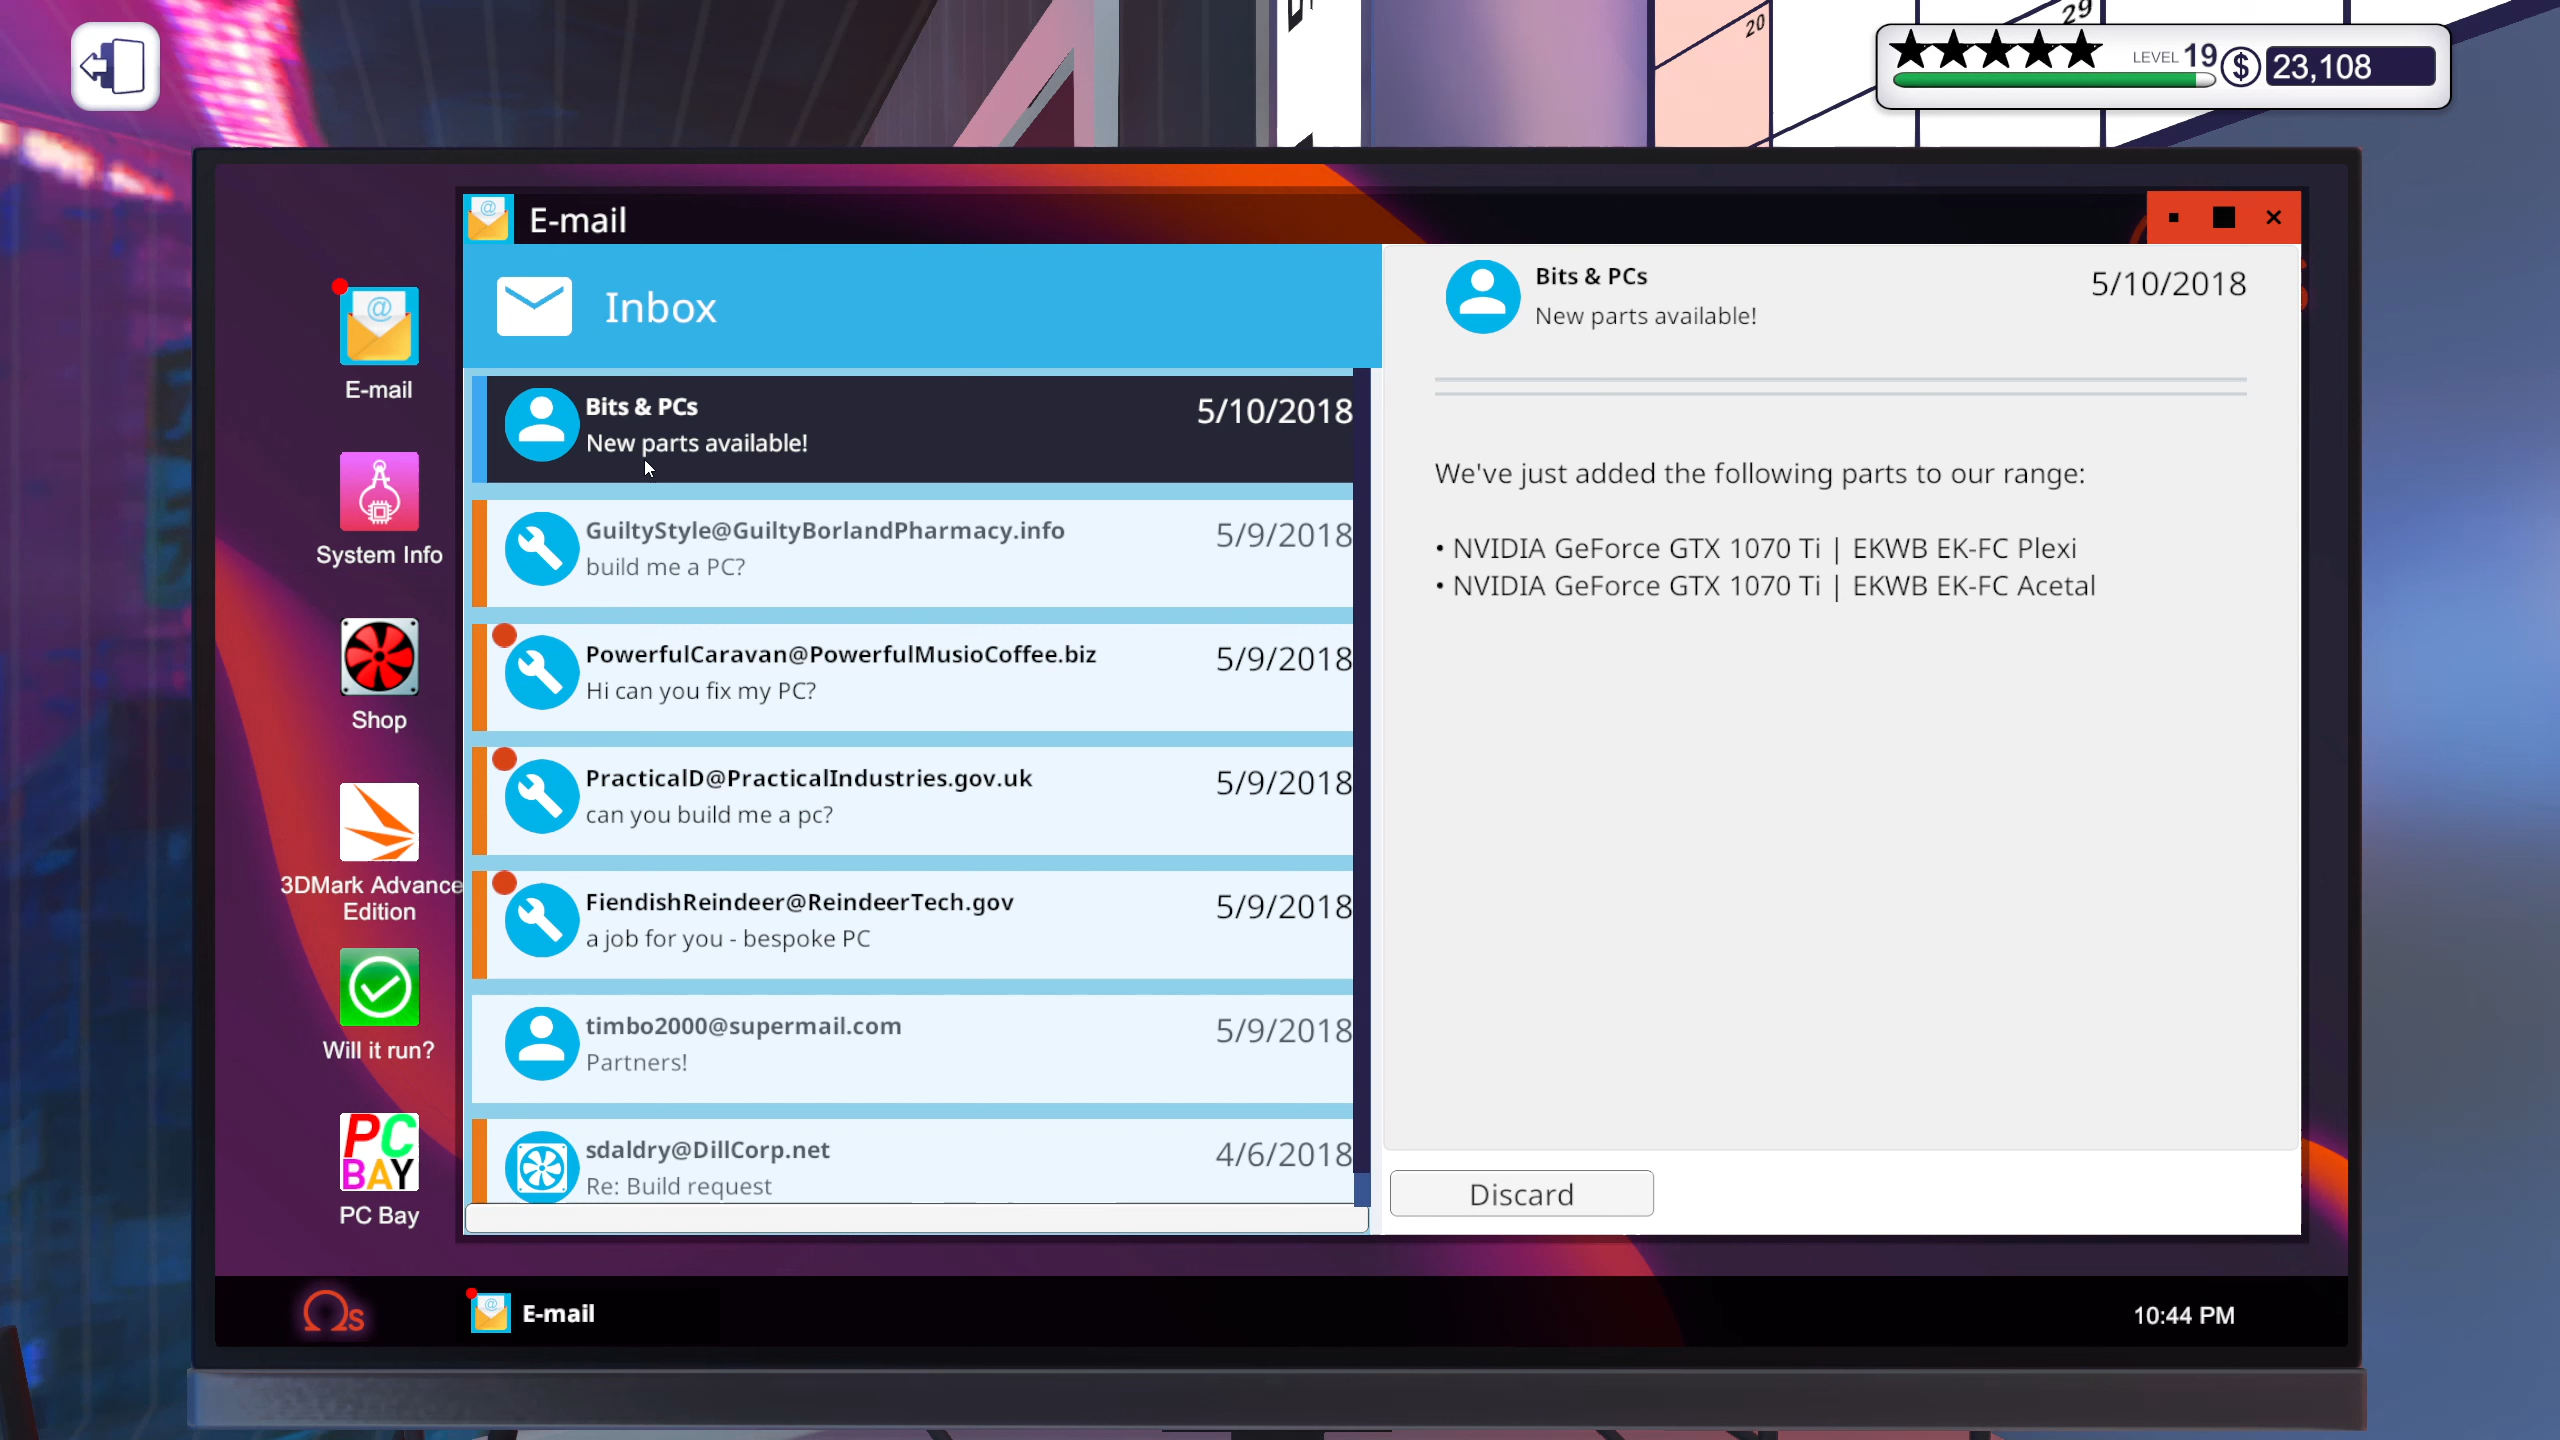 20
29
LEVEL 19
$ 23,108
E-mail
Inbox
Bits & PCs
5/10/2018
New parts available!
GuiltyStyle@GuiltyBorlandPharmacy.info
5/9/2018
build me a PC?
PowerfulCaravan@PowerfulMusioCoffee.biz
5/9/2018
Hi can you fix my PC?
PracticalD@PracticalIndustries.gov.uk
5/9/2018
can you build me a pc?
FiendishReindeer@ReindeerTech.gov
5/9/2018
a job for you - bespoke PC
timbo2000@supermail.com
5/9/2018
Partners!
sdaldry@DillCorp.net
4/6/2018
Re: Build request
Bits & PCs
5/10/2018
New parts available!
We've just added the following parts to our range:
• NVIDIA GeForce GTX 1070 Ti | EKWB EK-FC Plexi
• NVIDIA GeForce GTX 1070 Ti | EKWB EK-FC Acetal
Discard
@
E-mail
System Info
Shop
3DMark Advance
Edition
Will it run?
PC
BAY
PC Bay
Ωs
E-mail
10:44 PM